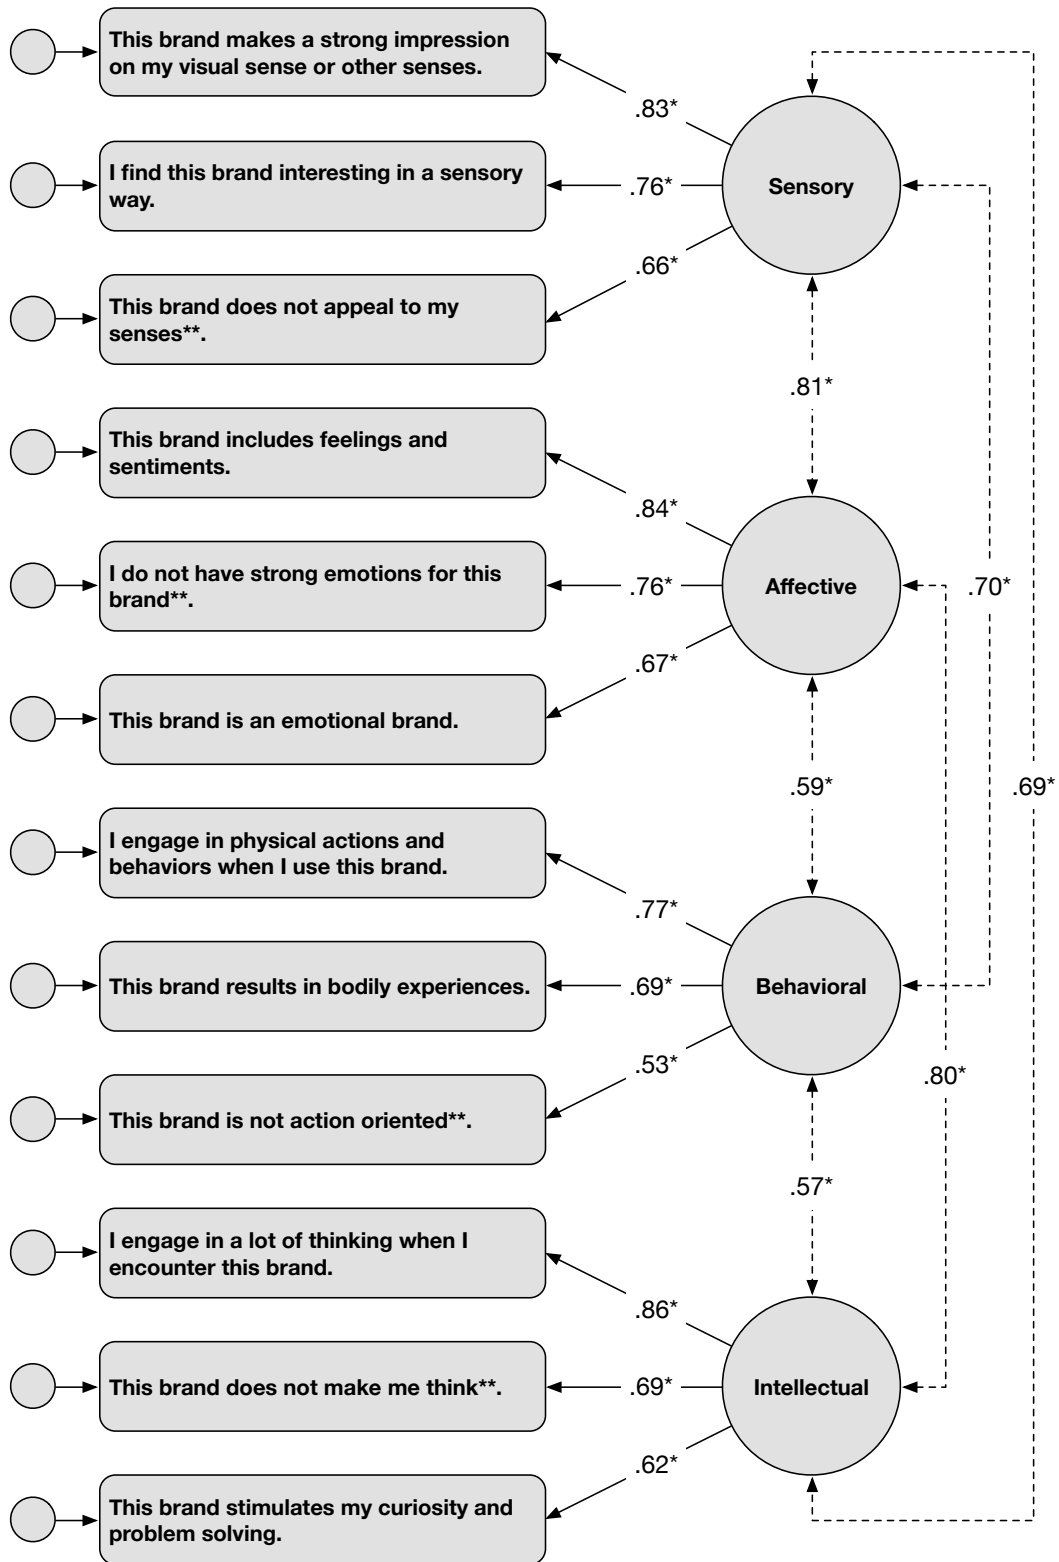 This brand makes a strong impression
on my visual sense or other senses.
.83*
I find this brand interesting in a sensory
way.
.76*
Sensory
.66*
This brand does not appeal to my
senses**.
.81*
This brand includes feelings and
sentiments.
.84*
I do not have strong emotions for this
brand**.
.76*
Affective
.70*
.67*
This brand is an emotional brand.
.59*
.69*
I engage in physical actions and
behaviors when I use this brand.
.77*
This brand results in bodily experiences.
.69*
Behavioral
.53*
.80*
This brand is not action oriented**.
.57*
I engage in a lot of thinking when I
encounter this brand.
.86*
This brand does not make me think**.
.69*
Intellectual
.62*
This brand stimulates my curiosity and
problem solving.